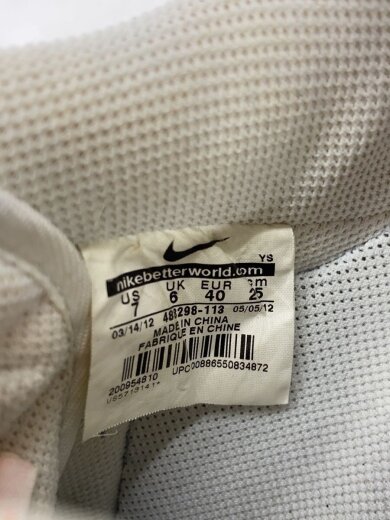 YS
nikebetterworld.com
US UK EUR cm
7 6 40 25
03/14/12 488298-113 05/05/12
MADE IN CHINA
FABRIQUE EN CHINE
200954810 UPC00886550834872
US5713141*